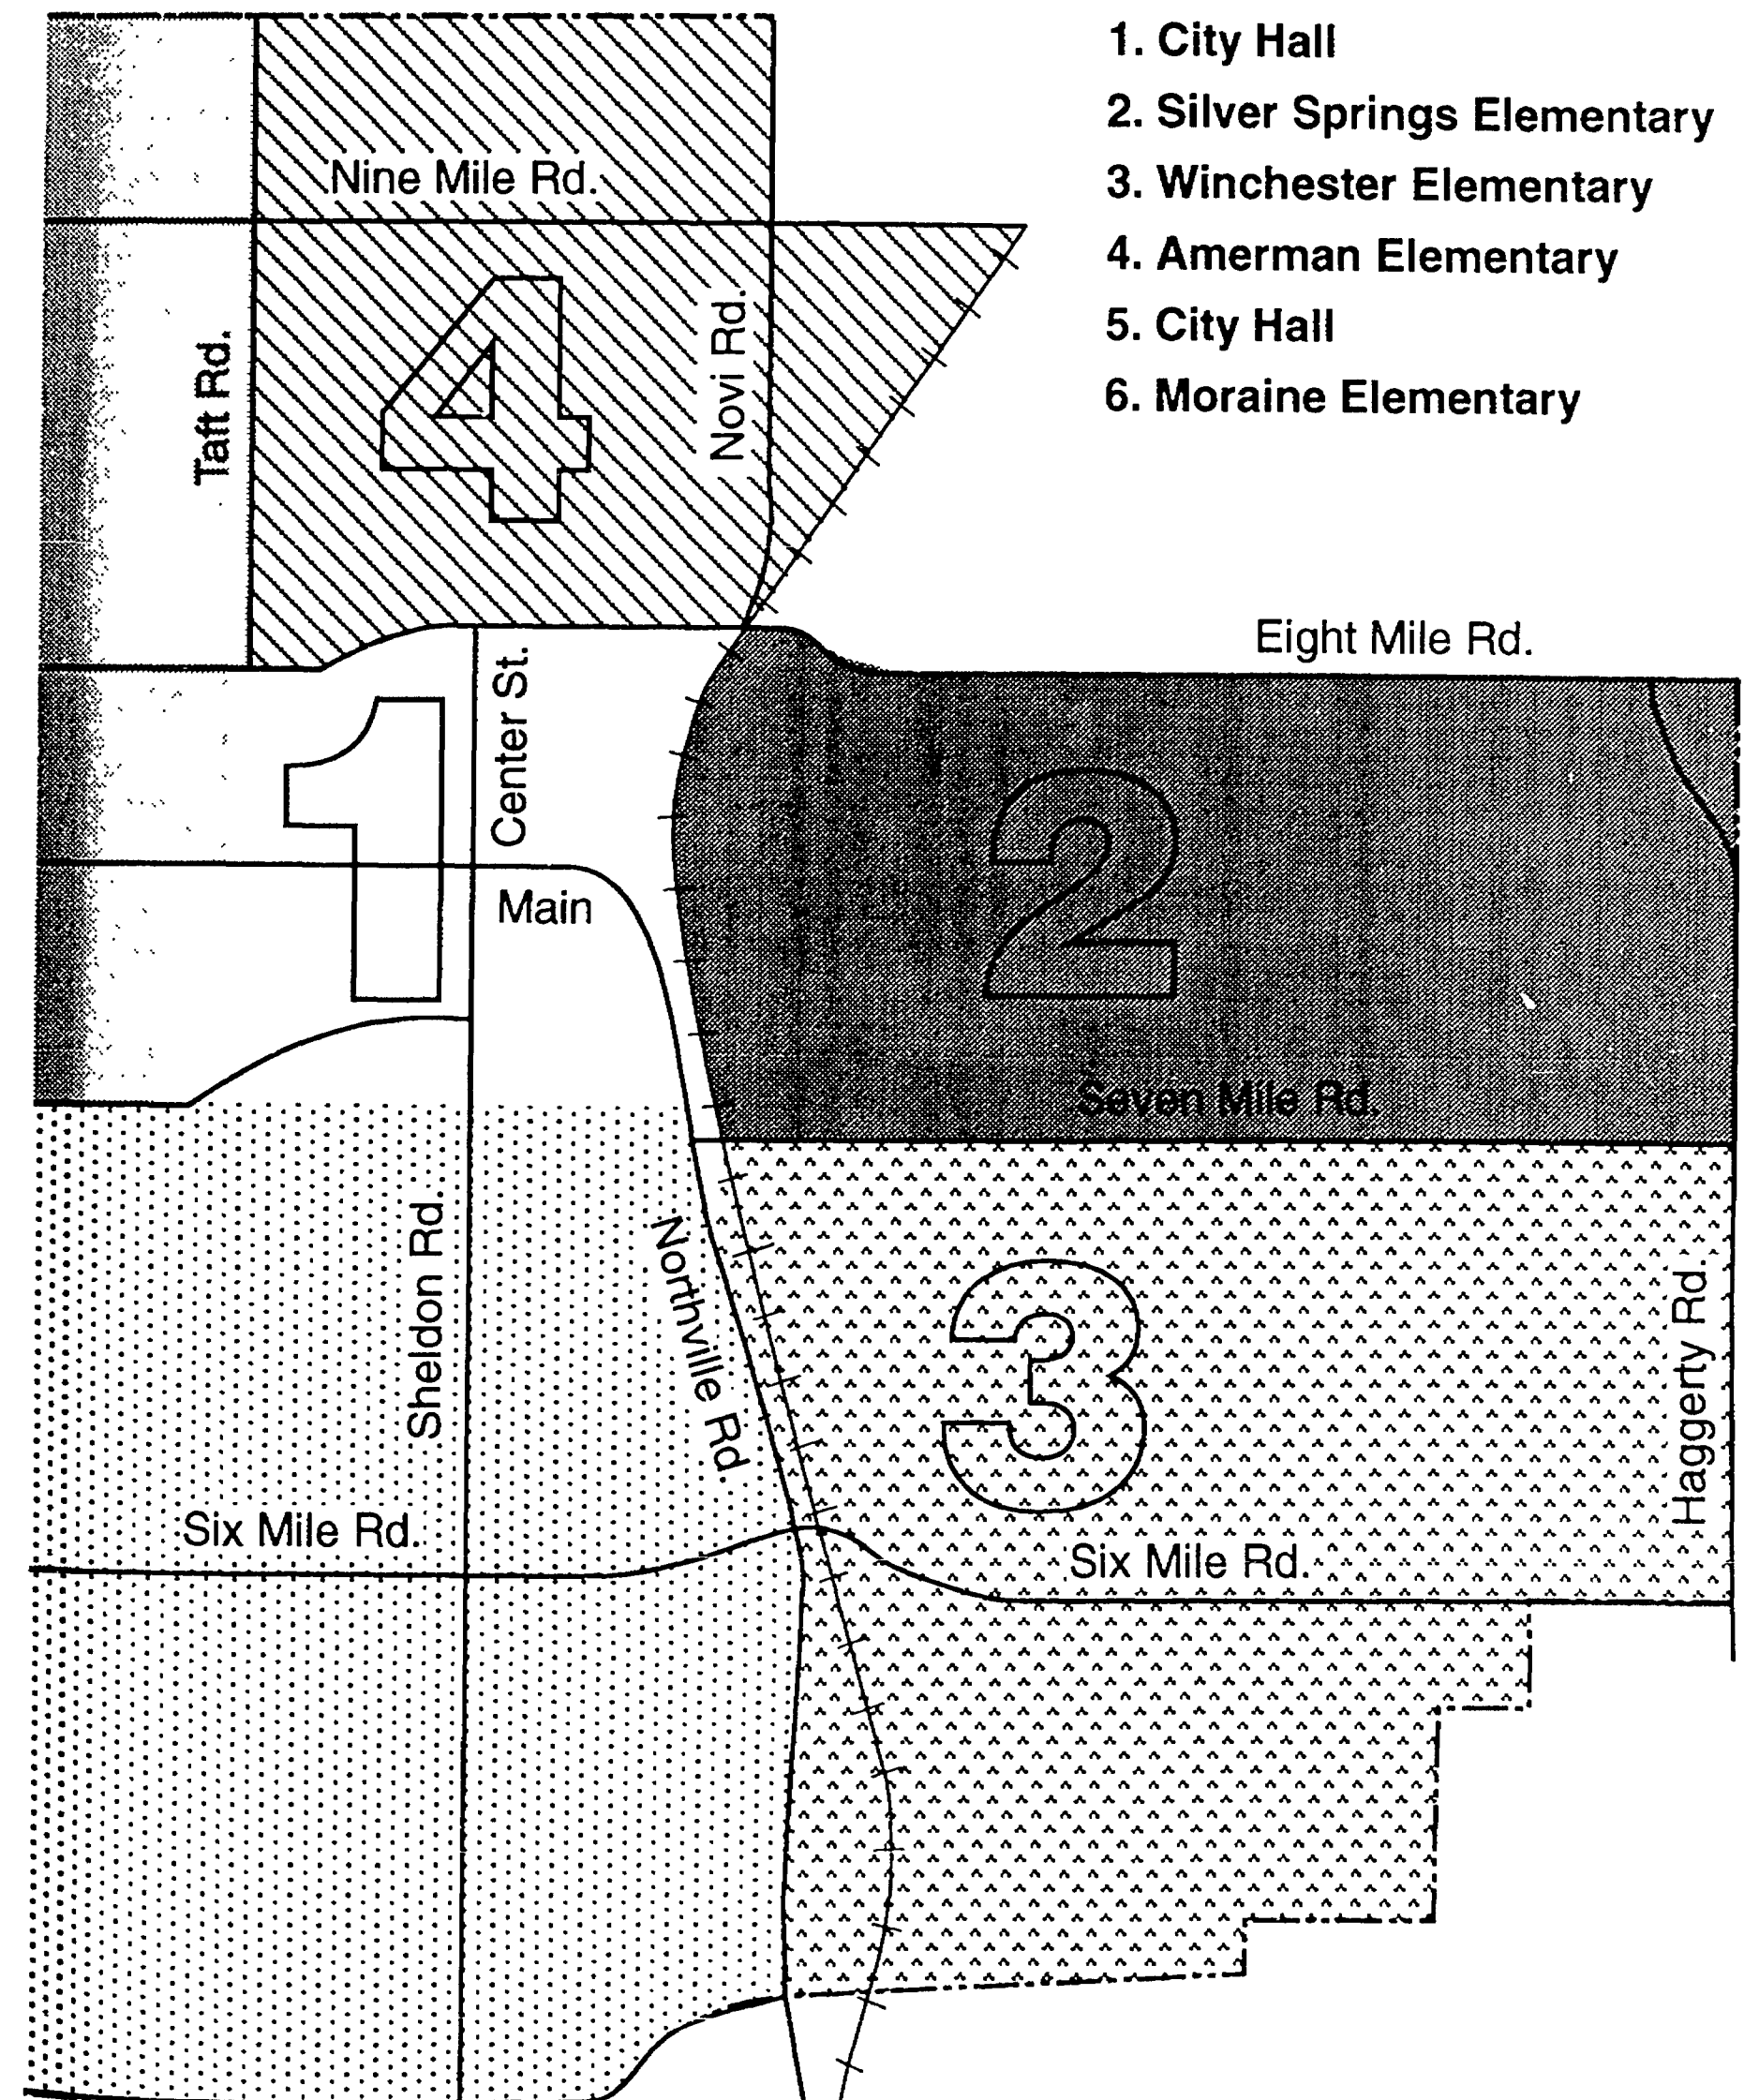 1. City Hall
2. Silver Springs Elementary
3. Winchester Elementary
4. Amerman Elementary
5. City Hall
6. Moraine Elementary
Nine Mile Rd.
4
Novi Rd.
Taft Rd.
Eight Mile Rd.
1
Center St.
2
Main
Seven Mile Rd.
Sheldon Rd.
Northville Rd.
3
Haggerty Rd.
Six Mile Rd.
Six Mile Rd.